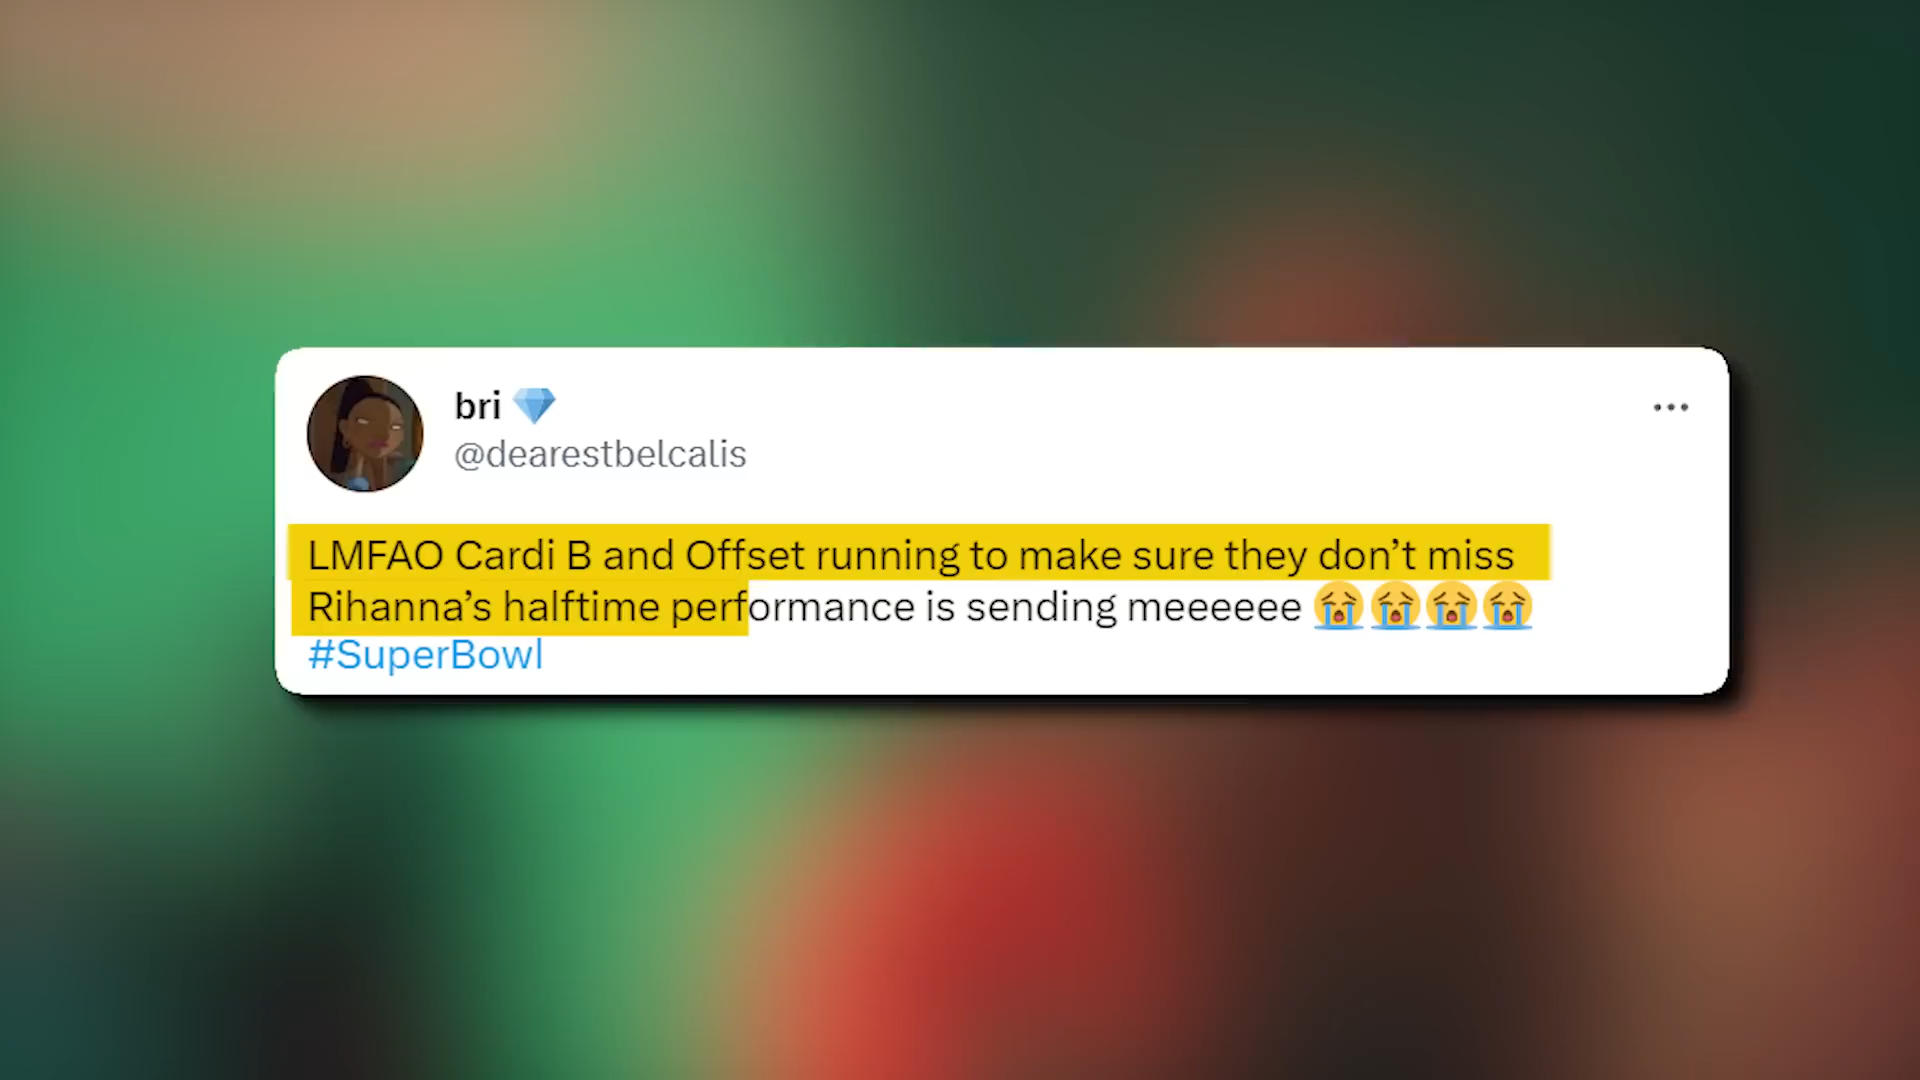 bri 💎
@dearestbelcalis
LMFAO Cardi B and Offset running to make sure they don’t miss
Rihanna’s halftime performance is sending meeeeee 😭😭😭😭
#SuperBowl